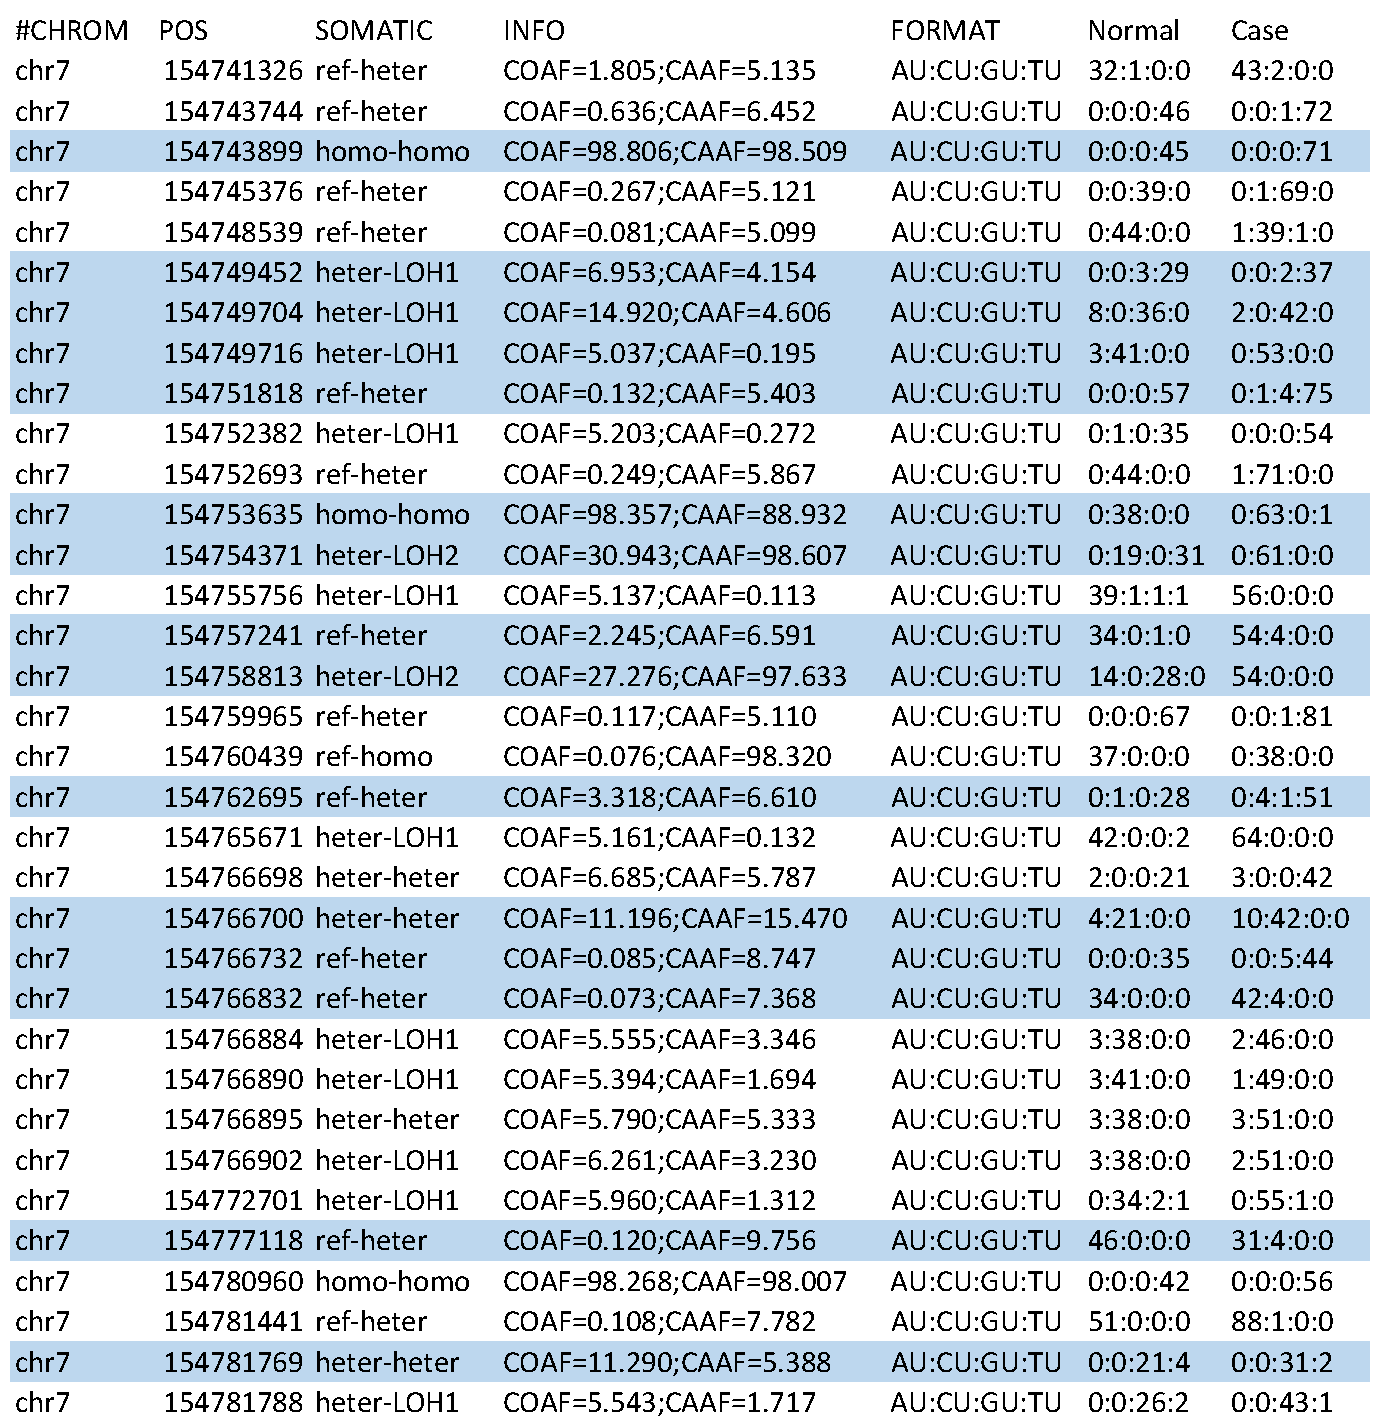 #CHROM POS SOMATIC INFO FORMAT Normal Case
chr7 154741326 ref-heter COAF=1.805;CAAF=5.135 AU:CU:GU:TU 32:1:0:0 43:2:0:0
chr7 154743744 ref-heter COAF=0.636;CAAF=6.452 AU:CU:GU:TU 0:0:0:46 0:0:1:72
chr7 154743899 homo-homo COAF=98.806;CAAF=98.509 AU:CU:GU:TU 0:0:0:45 0:0:0:71
chr7 154745376 ref-heter COAF=0.267;CAAF=5.121 AU:CU:GU:TU 0:0:39:0 0:1:69:0
chr7 154748539 ref-heter COAF=0.081;CAAF=5.099 AU:CU:GU:TU 0:44:0:0 1:39:1:0
chr7 154749452 heter-LOH1 COAF=6.953;CAAF=4.154 AU:CU:GU:TU 0:0:3:29 0:0:2:37
chr7 154749704 heter-LOH1 COAF=14.920;CAAF=4.606 AU:CU:GU:TU 8:0:36:0 2:0:42:0
chr7 154749716 heter-LOH1 COAF=5.037;CAAF=0.195 AU:CU:GU:TU 3:41:0:0 0:53:0:0
chr7 154751818 ref-heter COAF=0.132;CAAF=5.403 AU:CU:GU:TU 0:0:0:57 0:1:4:75
chr7 154752382 heter-LOH1 COAF=5.203;CAAF=0.272 AU:CU:GU:TU 0:1:0:35 0:0:0:54
chr7 154752693 ref-heter COAF=0.249;CAAF=5.867 AU:CU:GU:TU 0:44:0:0 1:71:0:0
chr7 154753635 homo-homo COAF=98.357;CAAF=88.932 AU:CU:GU:TU 0:38:0:0 0:63:0:1
chr7 154754371 heter-LOH2 COAF=30.943;CAAF=98.607 AU:CU:GU:TU 0:19:0:31 0:61:0:0
chr7 154755756 heter-LOH1 COAF=5.137;CAAF=0.113 AU:CU:GU:TU 39:1:1:1 56:0:0:0
chr7 154757241 ref-heter COAF=2.245;CAAF=6.591 AU:CU:GU:TU 34:0:1:0 54:4:0:0
chr7 154758813 heter-LOH2 COAF=27.276;CAAF=97.633 AU:CU:GU:TU 14:0:28:0 54:0:0:0
chr7 154759965 ref-heter COAF=0.117;CAAF=5.110 AU:CU:GU:TU 0:0:0:67 0:0:1:81
chr7 154760439 ref-homo COAF=0.076;CAAF=98.320 AU:CU:GU:TU 37:0:0:0 0:38:0:0
chr7 154762695 ref-heter COAF=3.318;CAAF=6.610 AU:CU:GU:TU 0:1:0:28 0:4:1:51
chr7 154765671 heter-LOH1 COAF=5.161;CAAF=0.132 AU:CU:GU:TU 42:0:0:2 64:0:0:0
chr7 154766698 heter-heter COAF=6.685;CAAF=5.787 AU:CU:GU:TU 2:0:0:21 3:0:0:42
chr7 154766700 heter-heter COAF=11.196;CAAF=15.470 AU:CU:GU:TU 4:21:0:0 10:42:0:0
chr7 154766732 ref-heter COAF=0.085;CAAF=8.747 AU:CU:GU:TU 0:0:0:35 0:0:5:44
chr7 154766832 ref-heter COAF=0.073;CAAF=7.368 AU:CU:GU:TU 34:0:0:0 42:4:0:0
chr7 154766884 heter-LOH1 COAF=5.555;CAAF=3.346 AU:CU:GU:TU 3:38:0:0 2:46:0:0
chr7 154766890 heter-LOH1 COAF=5.394;CAAF=1.694 AU:CU:GU:TU 3:41:0:0 1:49:0:0
chr7 154766895 heter-heter COAF=5.790;CAAF=5.333 AU:CU:GU:TU 3:38:0:0 3:51:0:0
chr7 154766902 heter-LOH1 COAF=6.261;CAAF=3.230 AU:CU:GU:TU 3:38:0:0 2:51:0:0
chr7 154772701 heter-LOH1 COAF=5.960;CAAF=1.312 AU:CU:GU:TU 0:34:2:1 0:55:1:0
chr7 154777118 ref-heter COAF=0.120;CAAF=9.756 AU:CU:GU:TU 46:0:0:0 31:4:0:0
chr7 154780960 homo-homo COAF=98.268;CAAF=98.007 AU:CU:GU:TU 0:0:0:42 0:0:0:56
chr7 154781441 ref-heter COAF=0.108;CAAF=7.782 AU:CU:GU:TU 51:0:0:0 88:1:0:0
chr7 154781769 heter-heter COAF=11.290;CAAF=5.388 AU:CU:GU:TU 0:0:21:4 0:0:31:2
chr7 154781788 heter-LOH1 COAF=5.543;CAAF=1.717 AU:CU:GU:TU 0:0:26:2 0:0:43:1